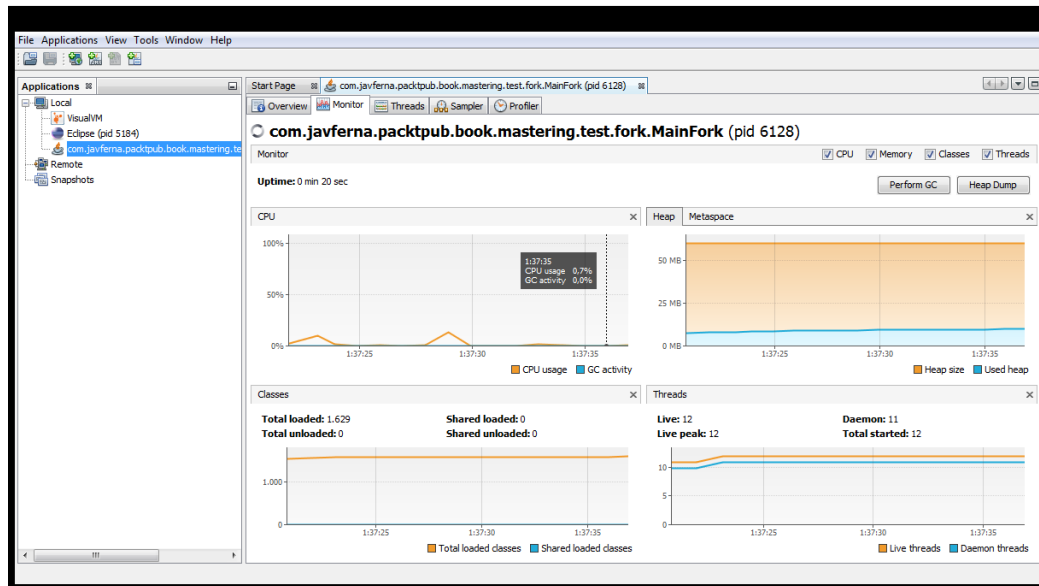 File Applications View Tools Window Help
Applications
Local
VisualVM
Eclipse (pid 5184)
com.javferna.packtpub.book.mastering.te
Remote
Snapshots
Start Page com.javferna.packtpub.book.mastering.test.fork.MainFork (pid 6128)
Overview Monitor Threads Sampler Profiler
com.javferna.packtpub.book.mastering.test.fork.MainFork (pid 6128)
Monitor CPU Memory Classes Threads
Uptime: 0 min 20 sec
Perform GC Heap Dump
CPU
100%
50%
0%
1:37:35
CPU usage 0,7%
GC activity 0,0%
1:37:25 1:37:30 1:37:35
CPU usage GC activity
Heap Metaspace
50 MB
25 MB
0 MB
1:37:25 1:37:30 1:37:35
Heap size Used heap
Classes
Total loaded: 1.629 Shared loaded: 0
Total unloaded: 0 Shared unloaded: 0
1.000
0
1:37:25 1:37:30 1:37:35
Total loaded classes Shared loaded classes
Threads
Live: 12 Daemon: 11
Live peak: 12 Total started: 12
10
5
0
1:37:25 1:37:30 1:37:35
Live threads Daemon threads